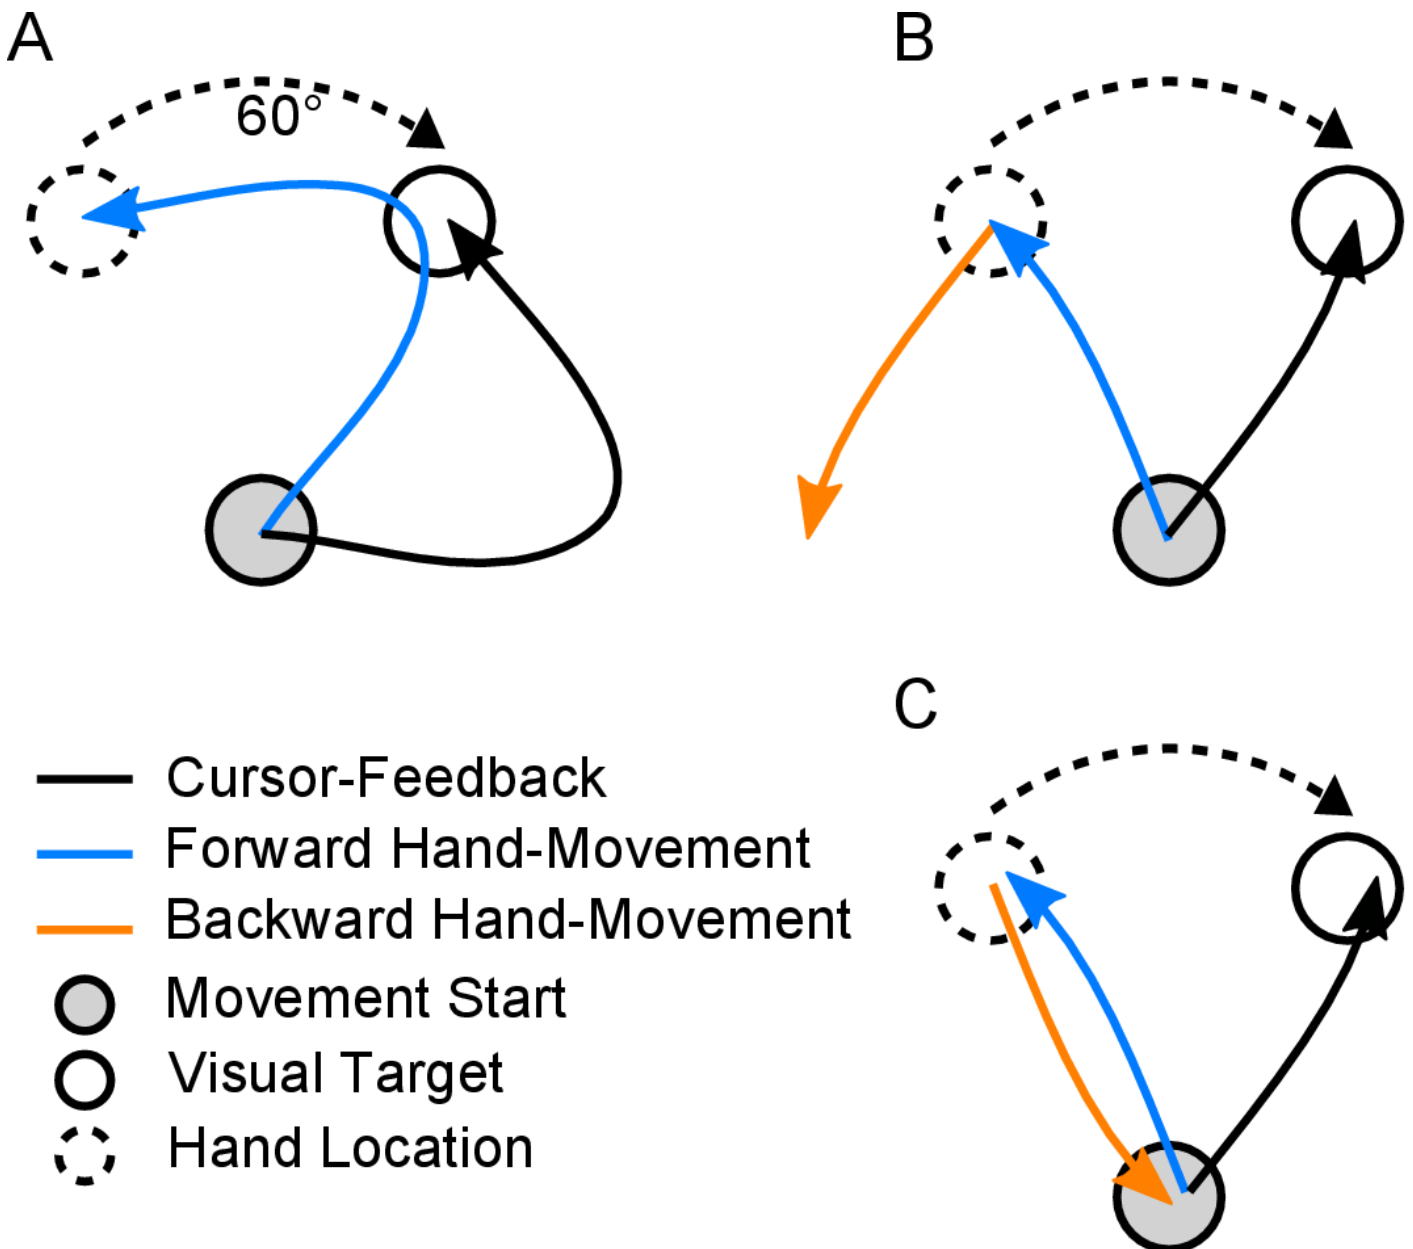 A
B
60°
C
Cursor-Feedback
Forward Hand-Movement
Backward Hand-Movement
Movement Start
Visual Target
Hand Location